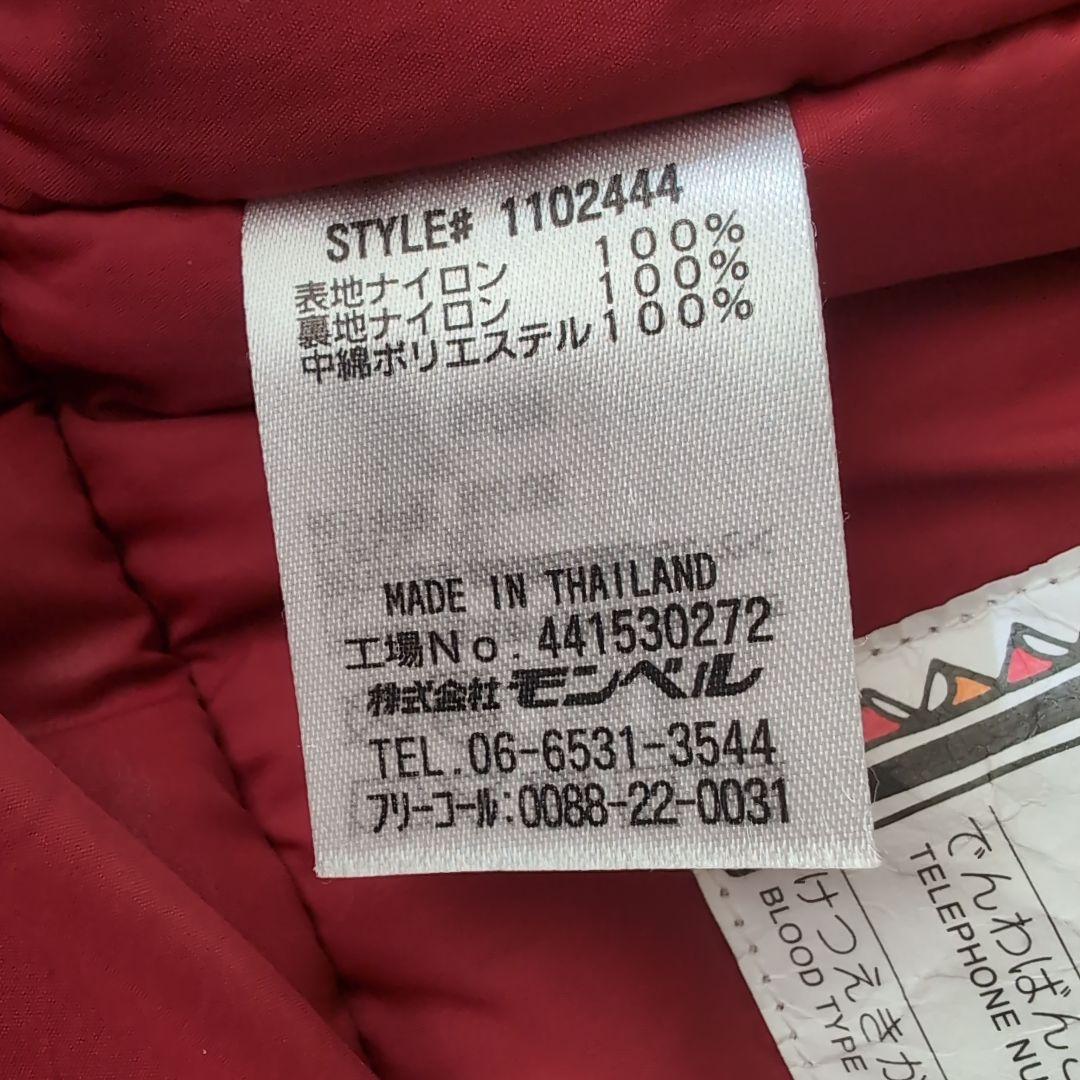 STYLE# 1102444
表地ナイロン 100%
裏地ナイロン 100%
中綿ポリエステル100%
MADE IN THAILAND
工場No. 441530272
株式会社モンベル
TEL.06-6531-3544
フリーコール:0088-22-0031
でんわばん
TELEPHONE NU
けつえきが
BLOOD TYPE